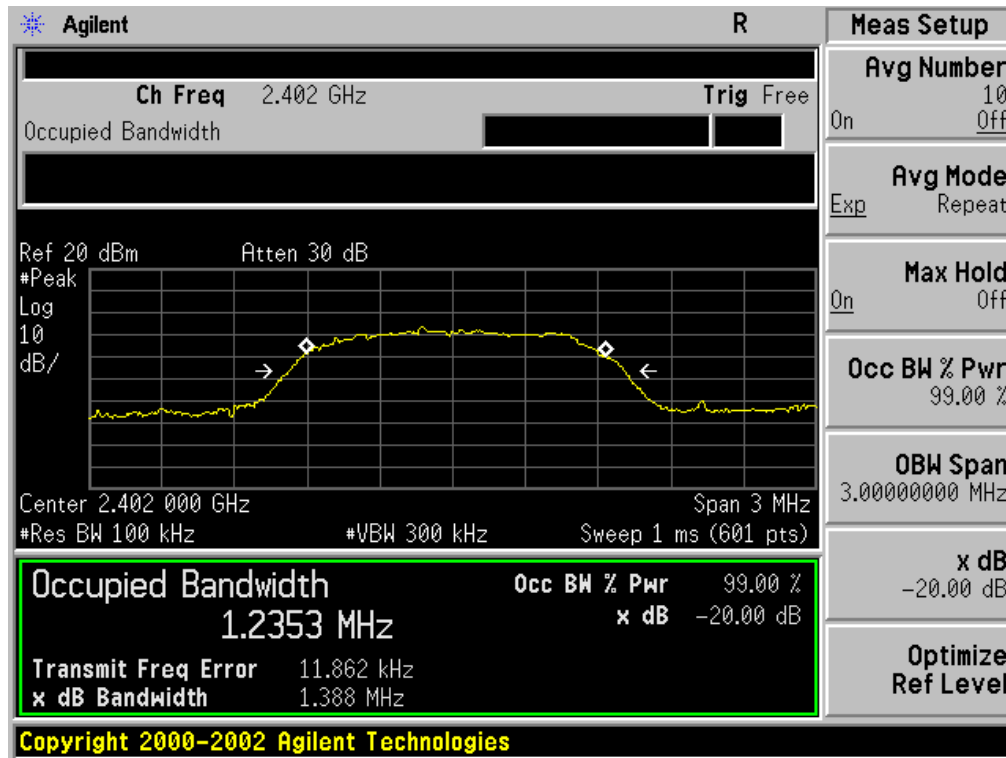 Agilent R Meas Setup
Ch Freq 2.402 GHz Trig Free
Occupied Bandwidth
Ref 20 dBm Atten 30 dB
#Peak
Log
10
dB/
Center 2.402 000 GHz Span 3 MHz
#Res BW 100 kHz #VBW 300 kHz Sweep 1 ms (601 pts)
Occupied Bandwidth Occ BW % Pwr 99.00 %
1.2353 MHz x dB -20.00 dB
Transmit Freq Error 11.862 kHz
x dB Bandwidth 1.388 MHz
Copyright 2000-2002 Agilent Technologies
Avg Number
10
On Off
Avg Mode
Exp Repeat
Max Hold
On Off
Occ BW % Pwr
99.00 %
OBW Span
3.00000000 MHz
x dB
-20.00 dB
Optimize
Ref Level